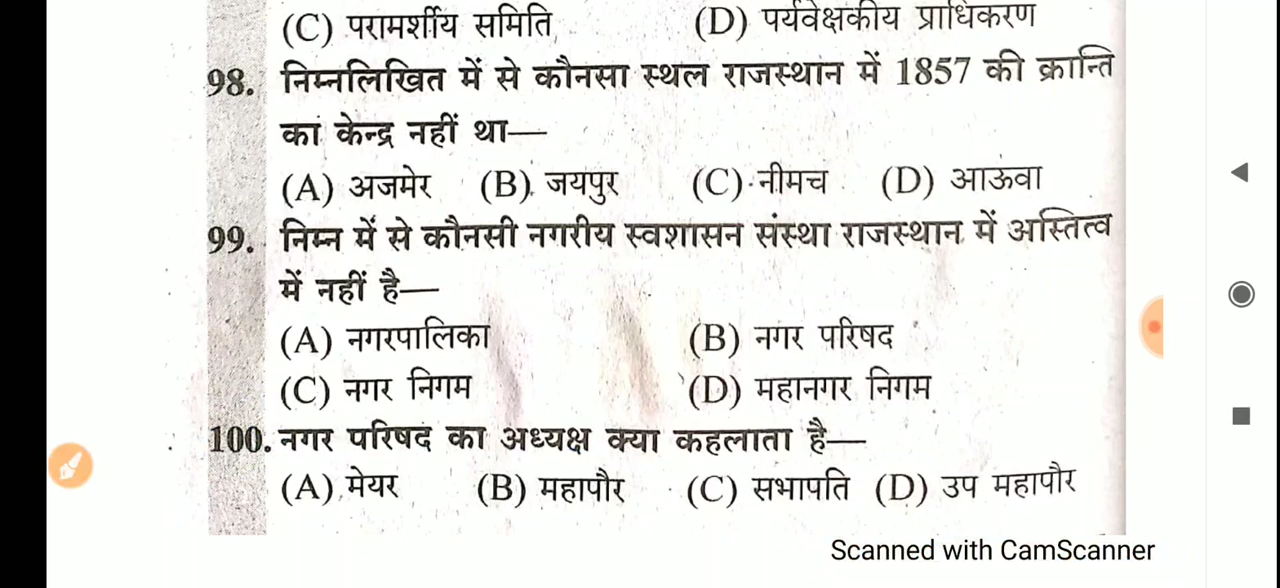 (C) परामर्शीय समिति (D) पर्यवेक्षकीय प्राधिकरण
98. निम्नलिखित में से कौनसा स्थल राजस्थान में 1857 की क्रान्ति
का केन्द्र नहीं था—
(A) अजमेर (B) जयपुर (C) नीमच (D) आऊवा
99. निम्न में से कौनसी नगरीय स्वशासन संस्था राजस्थान में अस्तित्व
में नहीं है—
(A) नगरपालिका (B) नगर परिषद
(C) नगर निगम (D) महानगर निगम
100. नगर परिषद का अध्यक्ष क्या कहलाता है—
(A) मेयर (B) महापौर (C) सभापति (D) उप महापौर
Scanned with CamScanner